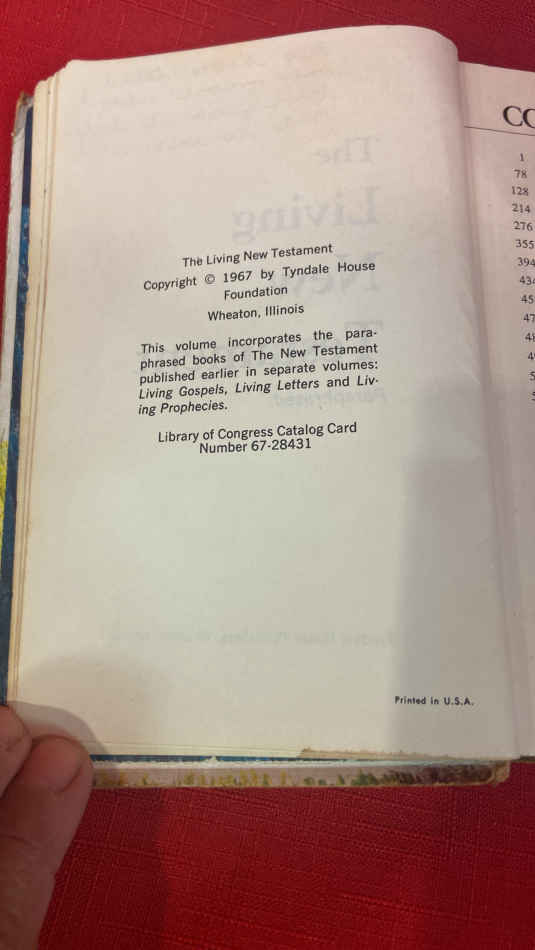 The Living New Testament
Copyright © 1967 by Tyndale House
Foundation
Wheaton, Illinois
This volume incorporates the para-
phrased books of The New Testament
published earlier in separate volumes:
Living Gospels, Living Letters and Liv-
ing Prophecies.
Library of Congress Catalog Card
Number 67-28431
Printed in U.S.A.
CO
1
78
128
214
276
355
394